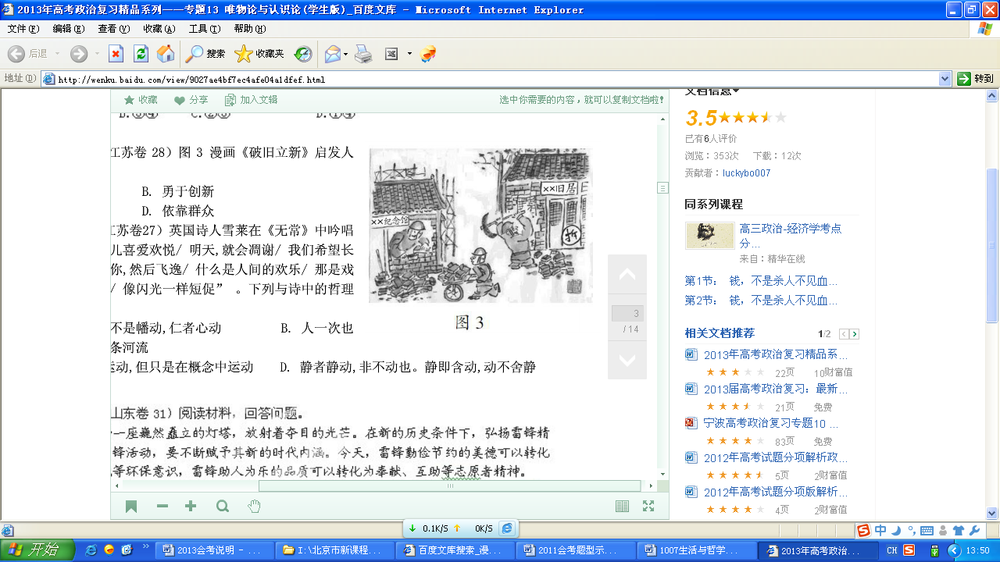 2013年高考政治复习精品系列——专题13 唯物论与认识论(学生版)_百度文库 - Microsoft Internet Explorer
文件(F) 编辑(E) 查看(V) 收藏(A) 工具(T) 帮助(H)
后退 搜索 收藏夹
地址(D) http://wenku.baidu.com/view/9027ae4bf7ec4afe04a1dfef.html 转到
收藏 分享 加入文辑 选中你需要的内容，就可以复制文档啦!
B.③④ C.②③ D.①④
江苏卷 28）图 3 漫画《破旧立新》启发人
B. 勇于创新
D. 依靠群众
江苏卷27）英国诗人雪莱在《无常》中吟唱
儿喜爱欢悦/ 明天,就会凋谢/ 我们希望长
你,然后飞逸/ 什么是人间的欢乐/ 那是戏
/ 像闪光一样短促” 。下列与诗中的哲理
不是幡动,仁者心动 B. 人一次也
条河流
运动,但只是在概念中运动 D. 静者静动,非不动也。静即含动,动不舍静
××旧居
××纪念馆
拆
图 3
山东卷 31）阅读材料，回答问题。
一座巍然矗立的灯塔，放射着夺目的光芒。在新的历史条件下，弘扬雷锋精
锋活动，要不断赋予其新的时代内涵。今天，雷锋勤俭节约的美德可以转化
等环保意识，雷锋助人为乐的品质可以转化为奉献、互助等志愿者精神。
3
/ 14
文档信息
3.5
已有6人评价
浏览：353次 下载：12次
贡献者：luckybo007
同系列课程
高三政治-经济学考点
分...
来自：精华在线
第1节： 钱，不是杀人不见血...
第2节： 钱，不是杀人不见血...
相关文档推荐 1/2
2013年高考政治复习精品系...
22页 10财富值
2013届高考政治复习：最新...
21页 免费
宁波高考政治复习专题10 ...
83页 免费
2012年高考试题分项解析政...
5页 2财富值
2012年高考试题分项版解析...
4页 2财富值
0.1K/S 0K/S
中
开始 2013会考说明 - ... I:\北京市新课程... 百度文库搜索_漫... 2011会考题型示... 1007生活与哲学... 2013年高考政治... CH 13:50